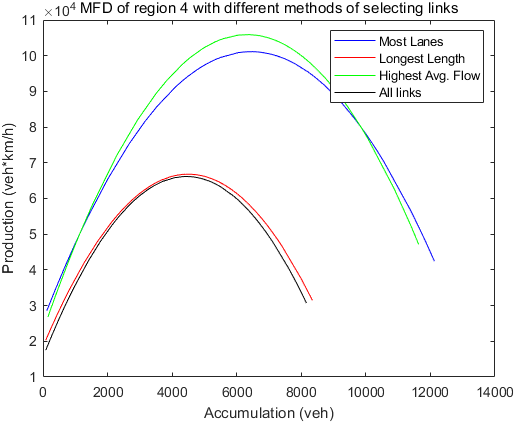 ×10⁴ MFD of region 4 with different methods of selecting links
11
10
9
8
7
6
5
4
3
2
1
Production (veh*km/h)
Most Lanes
Longest Length
Highest Avg. Flow
All links
0 2000 4000 6000 8000 10000 12000 14000
Accumulation (veh)